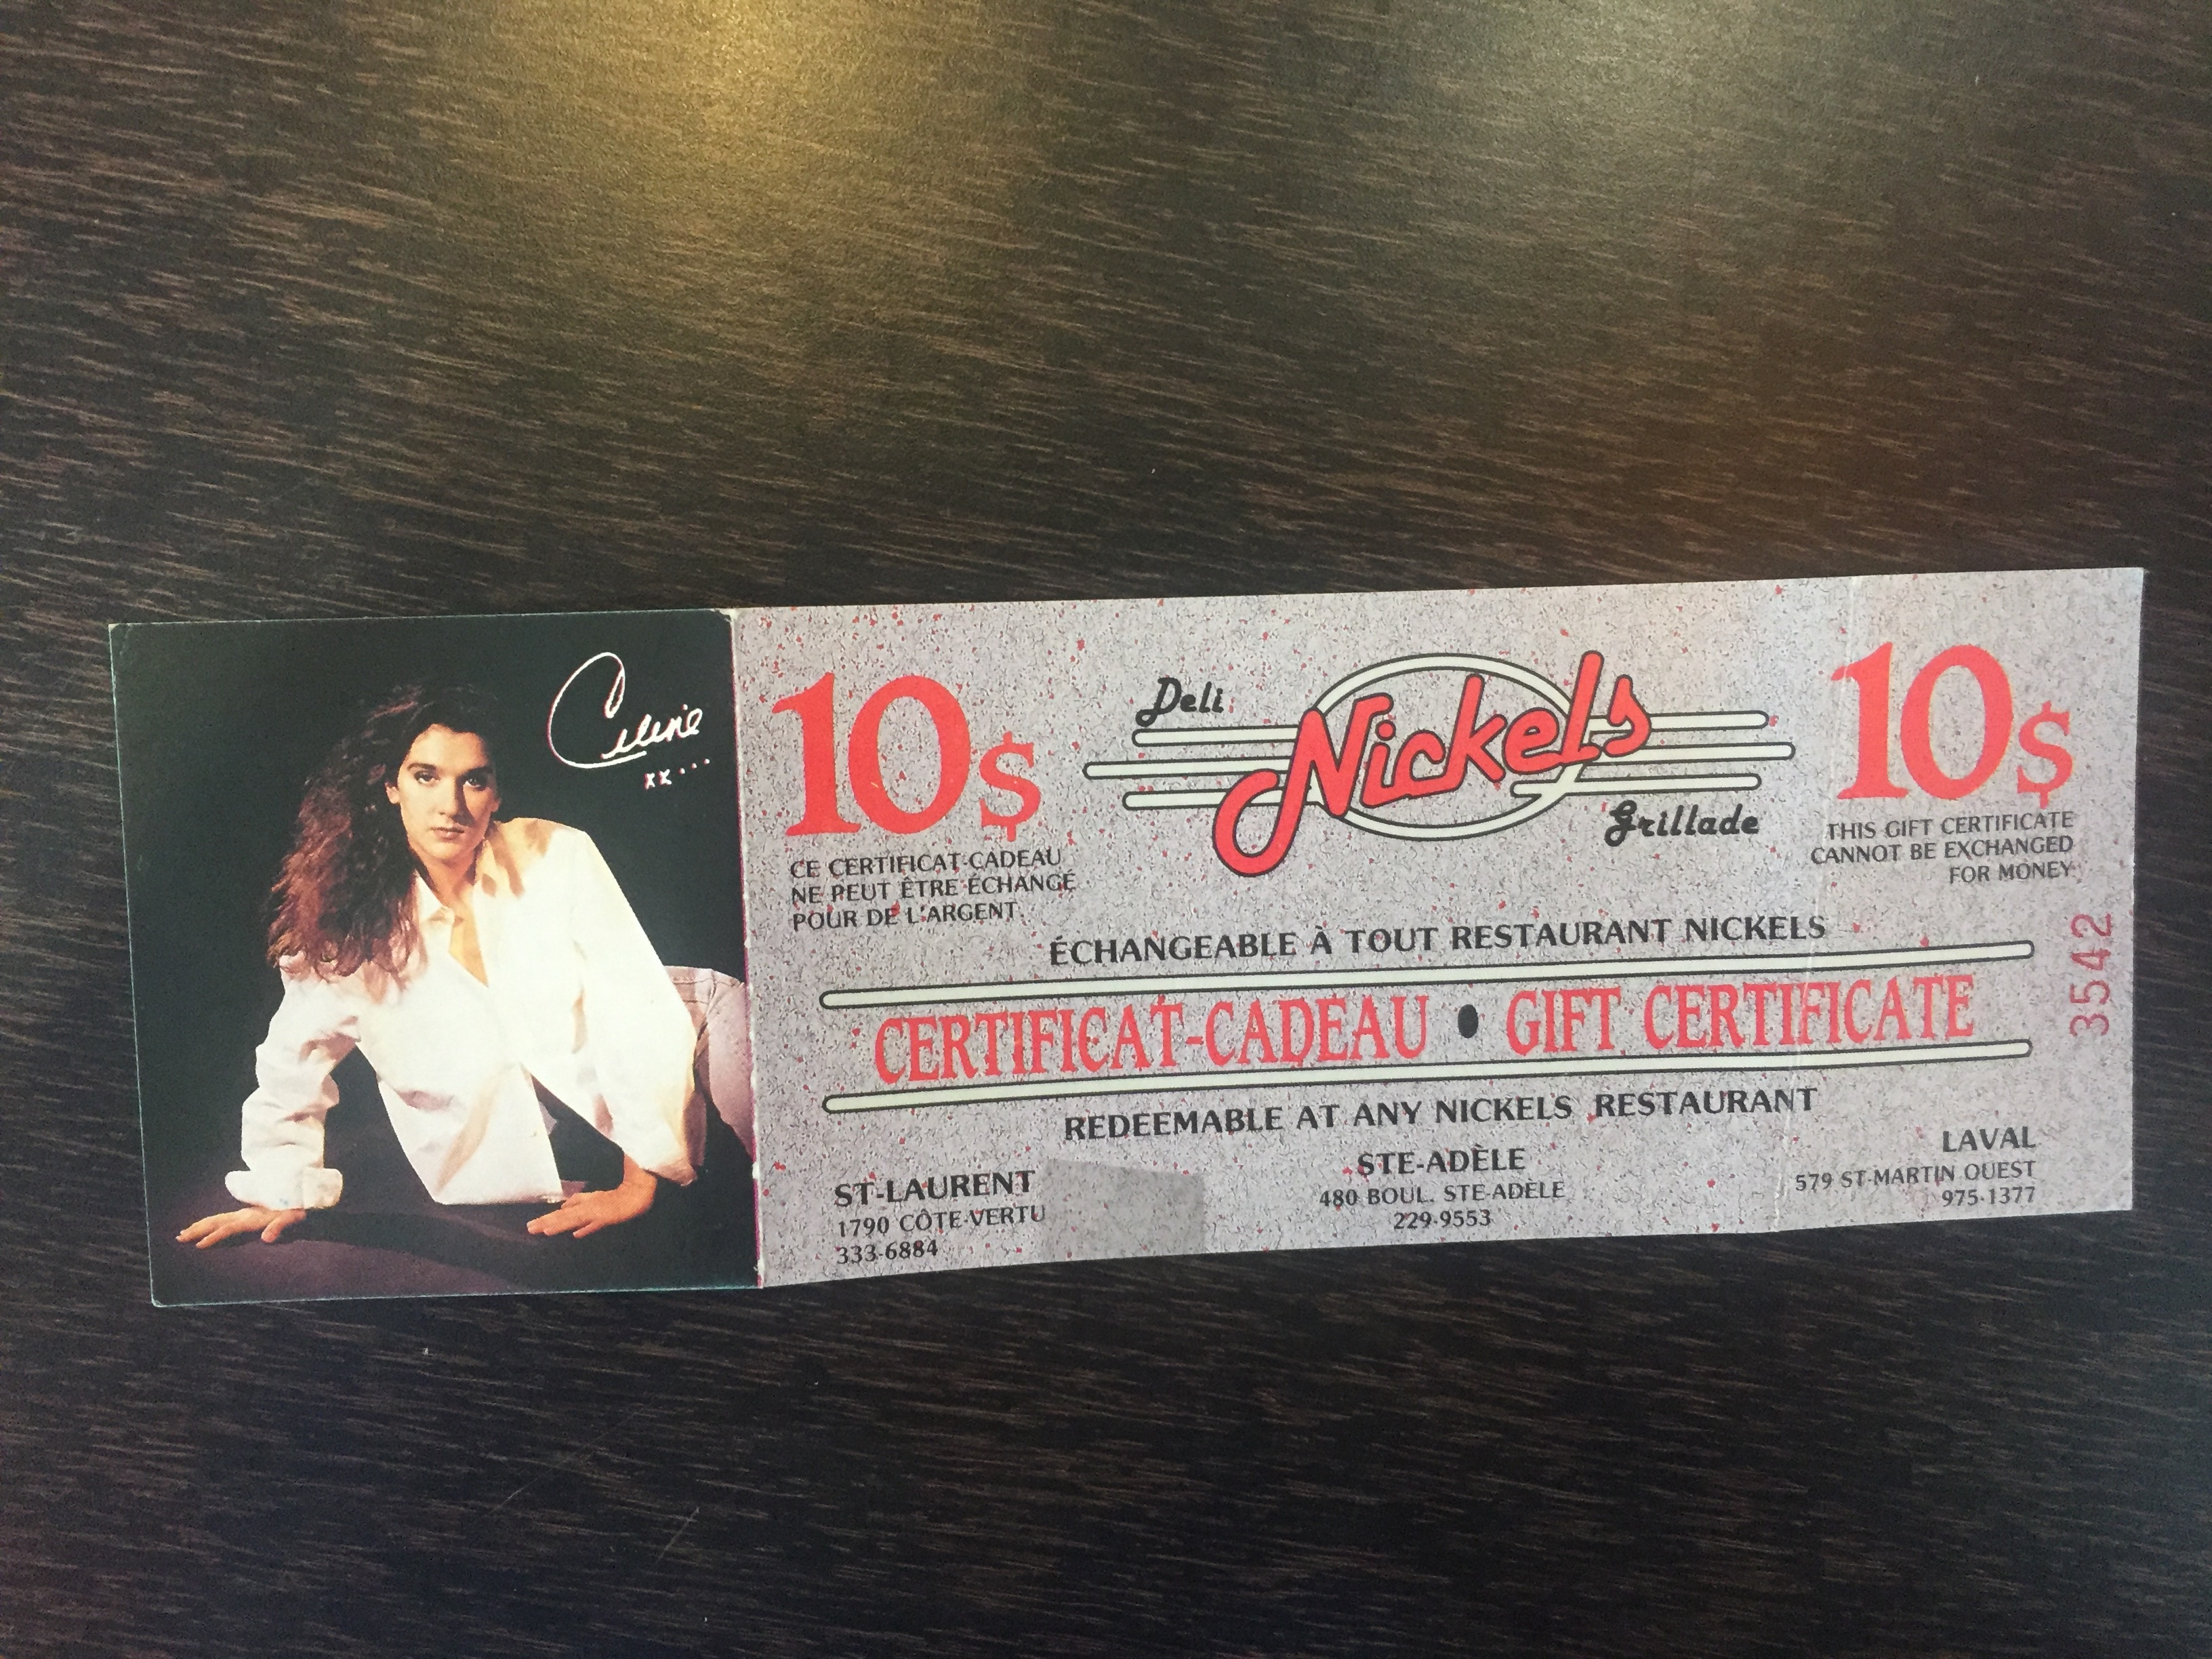 Celine
xx...
10$
Deli
Nickels
Grillade
10$
CE CERTIFICAT-CADEAU
NE PEUT ÊTRE ÉCHANGÉ
POUR DE L'ARGENT
THIS GIFT CERTIFICATE
CANNOT BE EXCHANGED
FOR MONEY
ÉCHANGEABLE À TOUT RESTAURANT NICKELS
CERTIFICAT-CADEAU • GIFT CERTIFICATE
3542
REDEEMABLE AT ANY NICKELS RESTAURANT
ST-LAURENT
1790 CÔTE-VERTU
333-6884
STE-ADÈLE
480 BOUL. STE-ADÈLE
229-9553
LAVAL
579 ST-MARTIN OUEST
975-1377